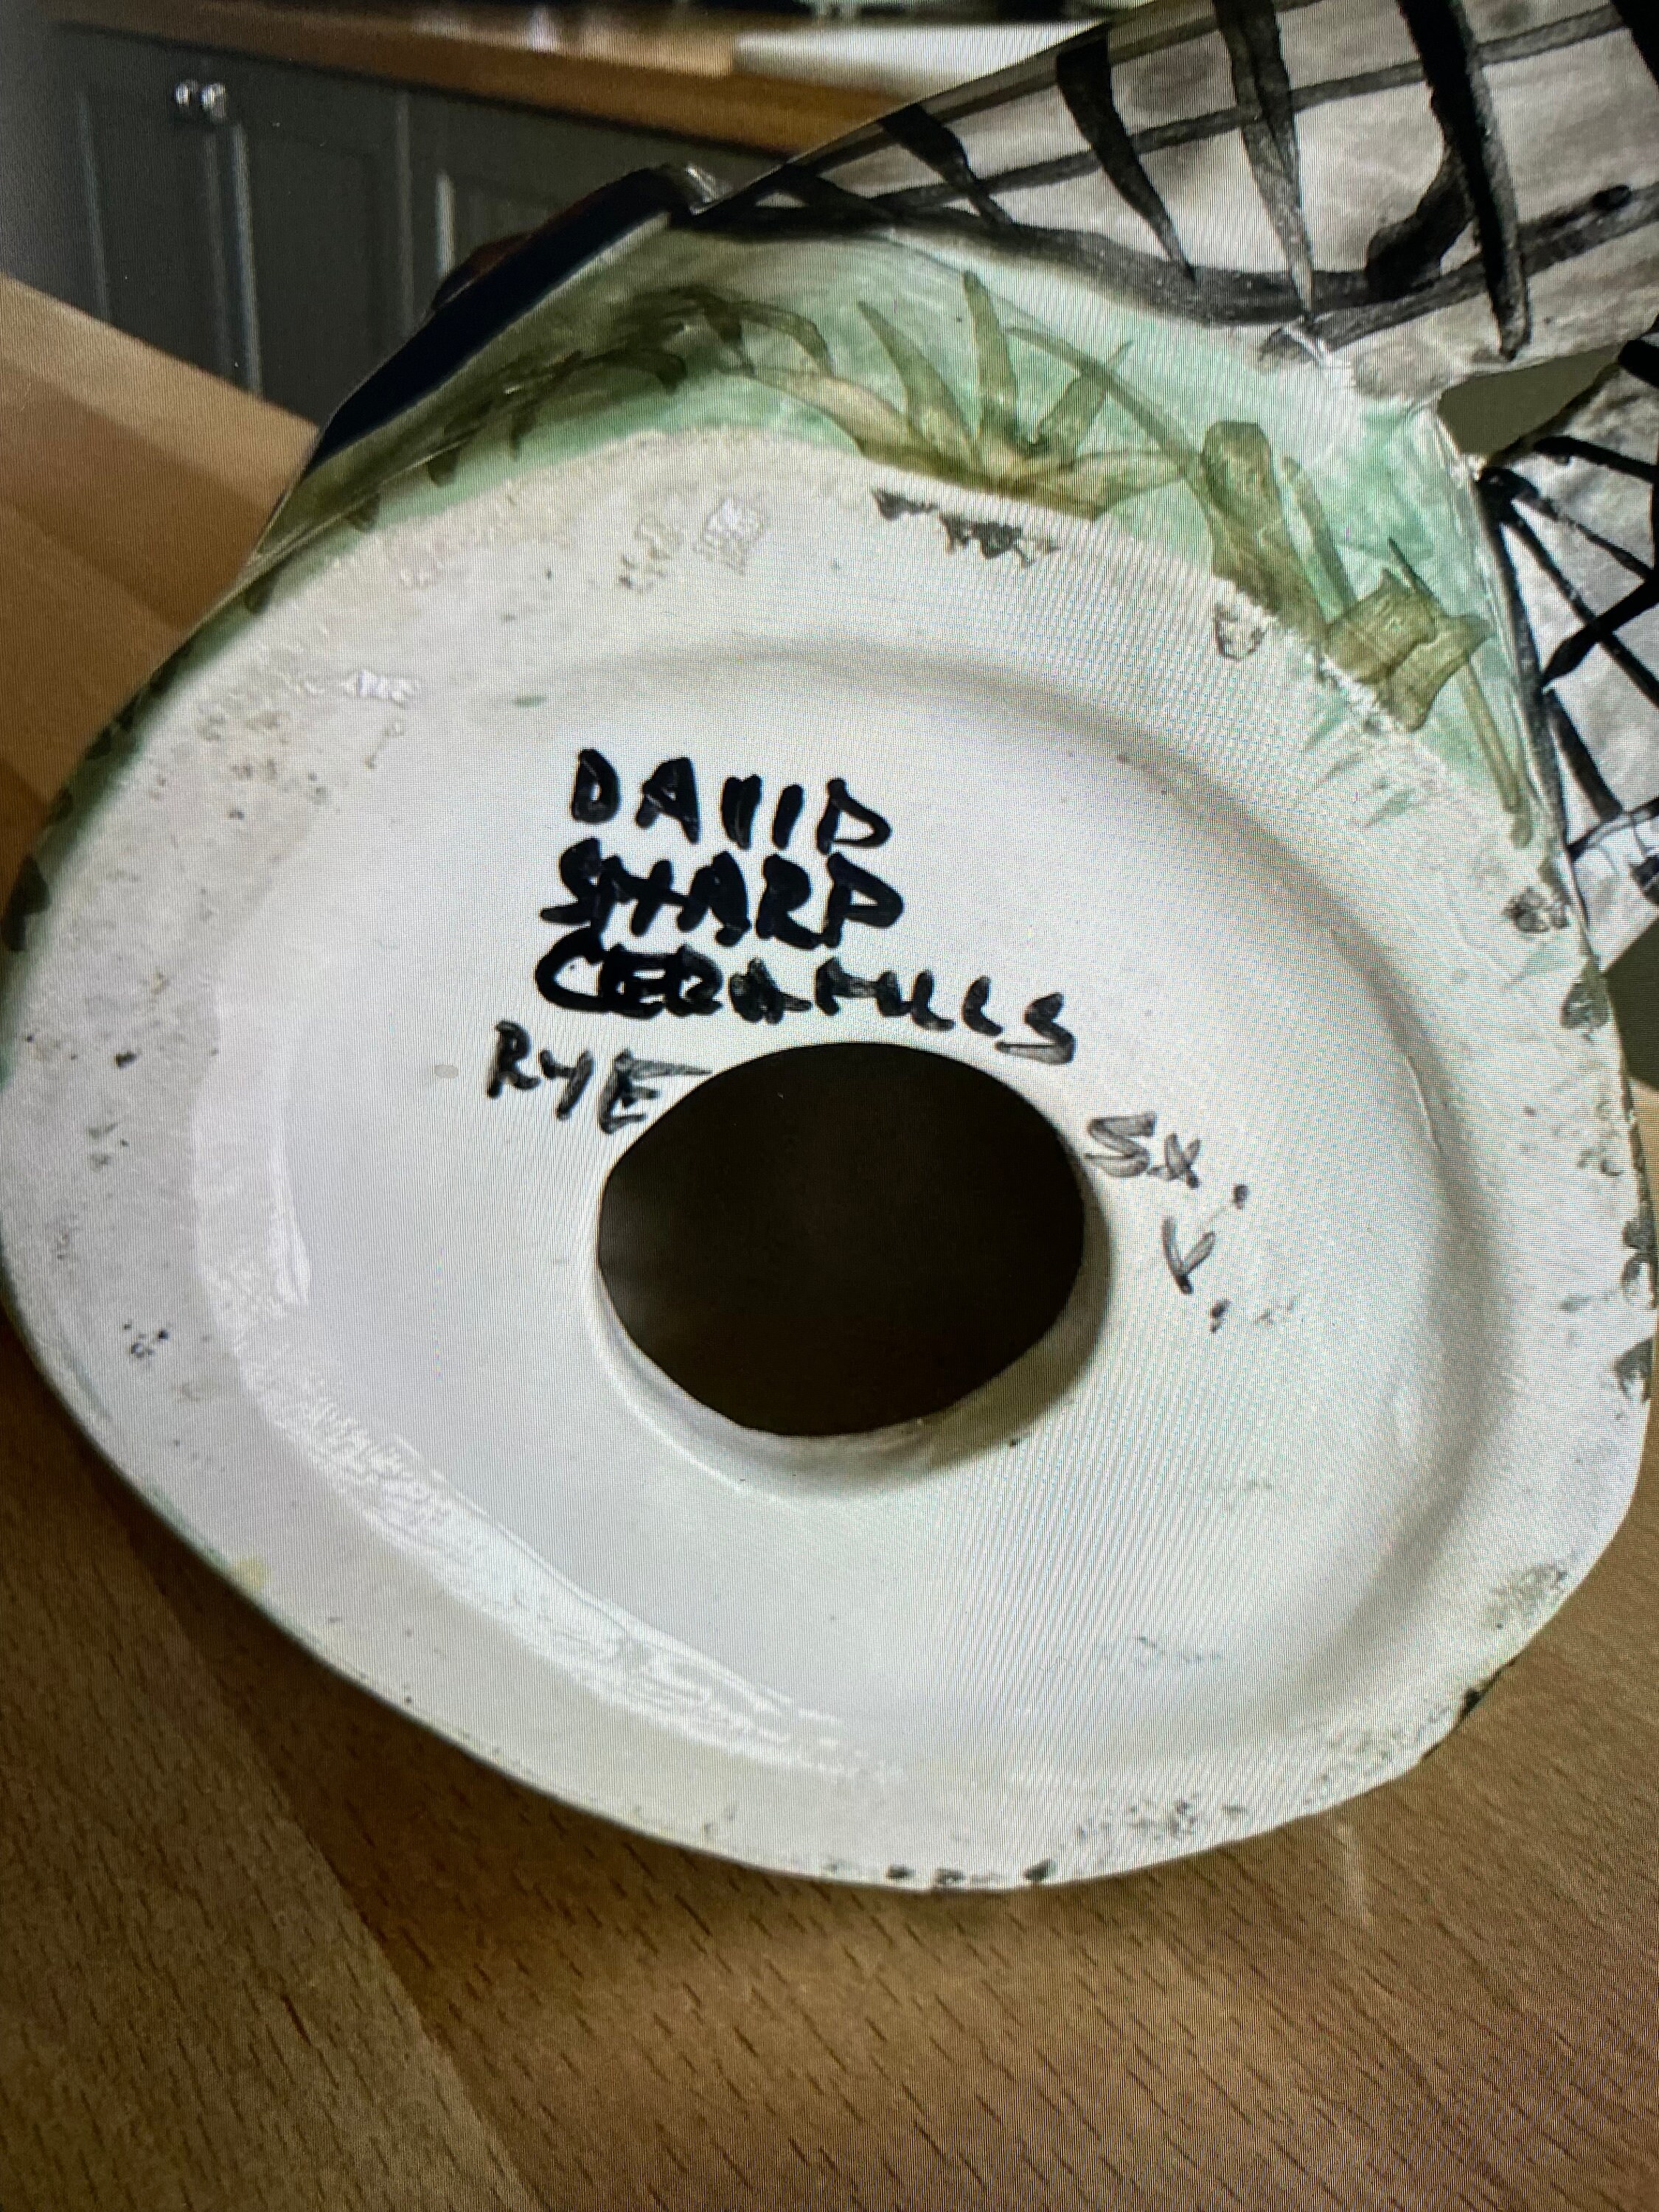 DAVID
SHARP
CERAMICS
RYE SX.